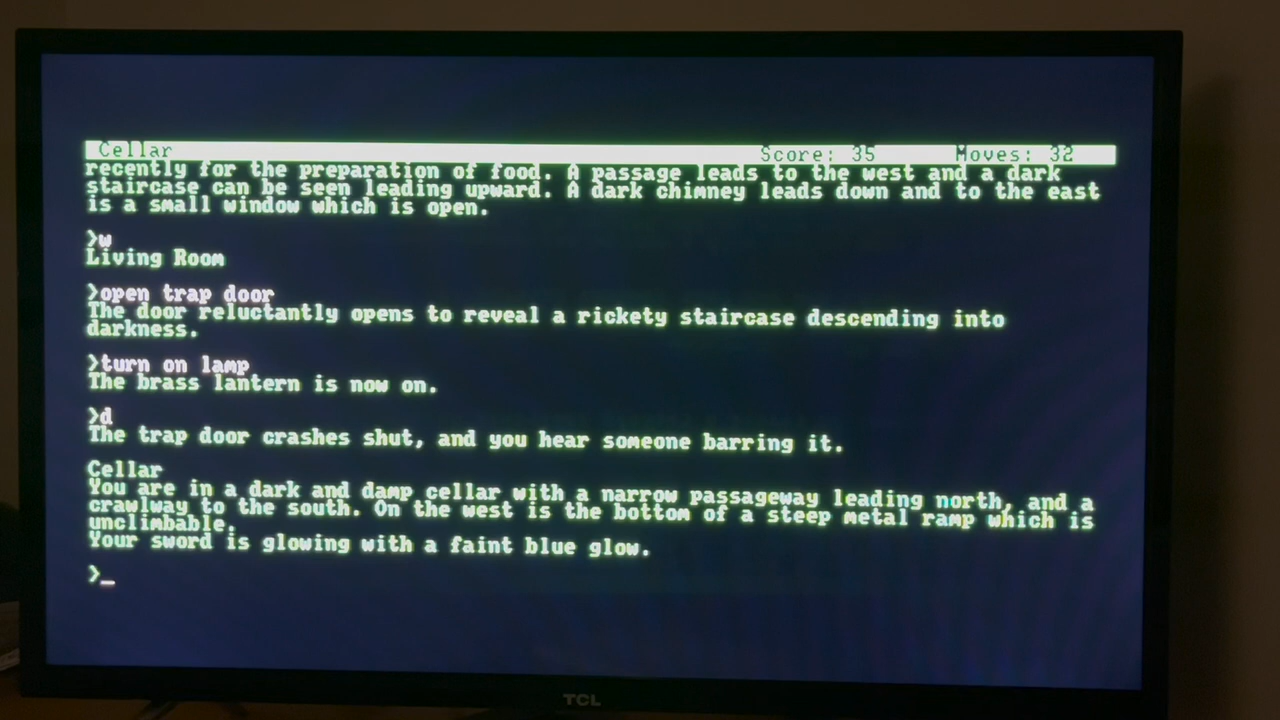 Cellar Score: 35 Moves: 32
recently for the preparation of food. A passage leads to the west and a dark
staircase can be seen leading upward. A dark chimney leads down and to the east
is a small window which is open.
>w
Living Room
>open trap door
The door reluctantly opens to reveal a rickety staircase descending into
darkness.
>turn on lamp
The brass lantern is now on.
>d
The trap door crashes shut, and you hear someone barring it.
Cellar
You are in a dark and damp cellar with a narrow passageway leading north, and a
crawlway to the south. On the west is the bottom of a steep metal ramp which is
unclimbable.
Your sword is glowing with a faint blue glow.
>_
TCL